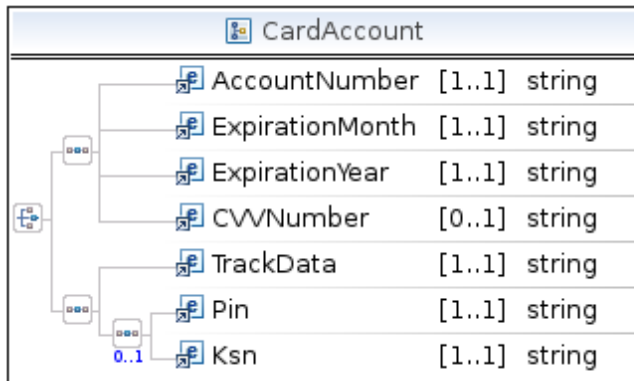 CardAccount
AccountNumber [1..1] string
ExpirationMonth [1..1] string
ExpirationYear [1..1] string
CVVNumber [0..1] string
TrackData [1..1] string
Pin [1..1] string
0..1
Ksn [1..1] string